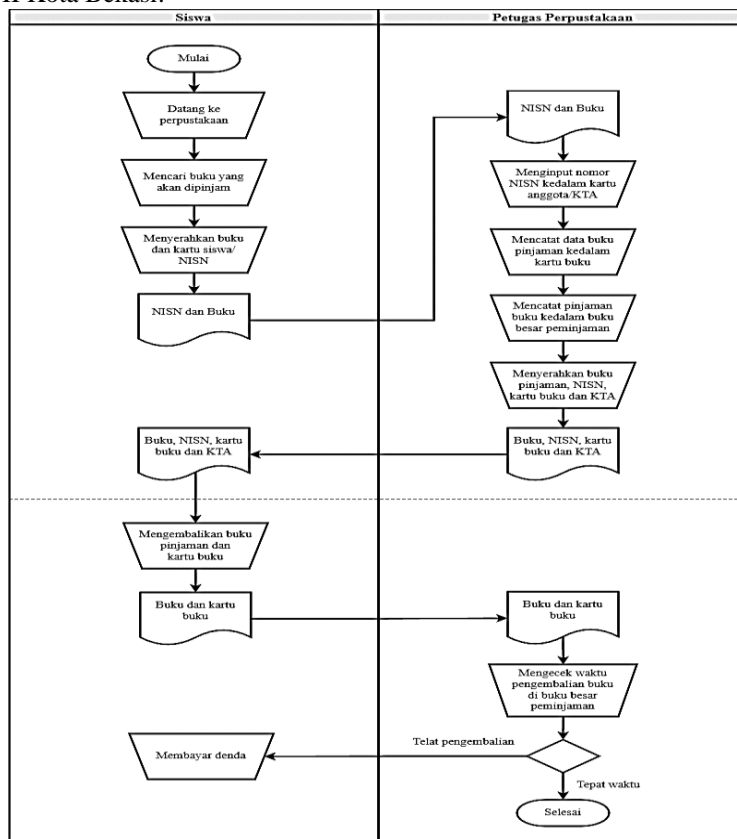 II Kota Bekasi.
Siswa
Petugas Perpustakaan
Mulai
Datang ke
perpustakaan
Mencari buku yang
akan dipinjam
Menyerahkan buku
dan kartu siswa/
NISN
NISN dan Buku
NISN dan Buku
Menginput nomor
NISN kedalam kartu
anggota/KTA
Mencatat data buku
pinjaman kedalam
kartu buku
Mencatat pinjaman
buku kedalam buku
besar peminjaman
Menyerahkan buku
pinjaman, NISN,
kartu buku dan KTA
Buku, NISN, kartu
buku dan KTA
Buku, NISN, kartu
buku dan KTA
Mengembalikan buku
pinjaman dan
kartu buku
Buku dan kartu
buku
Buku dan kartu
buku
Mengecek waktu
pengembalian buku
di buku besar
peminjaman
Telat pengembalian
Membayar denda
Tepat waktu
Selesai